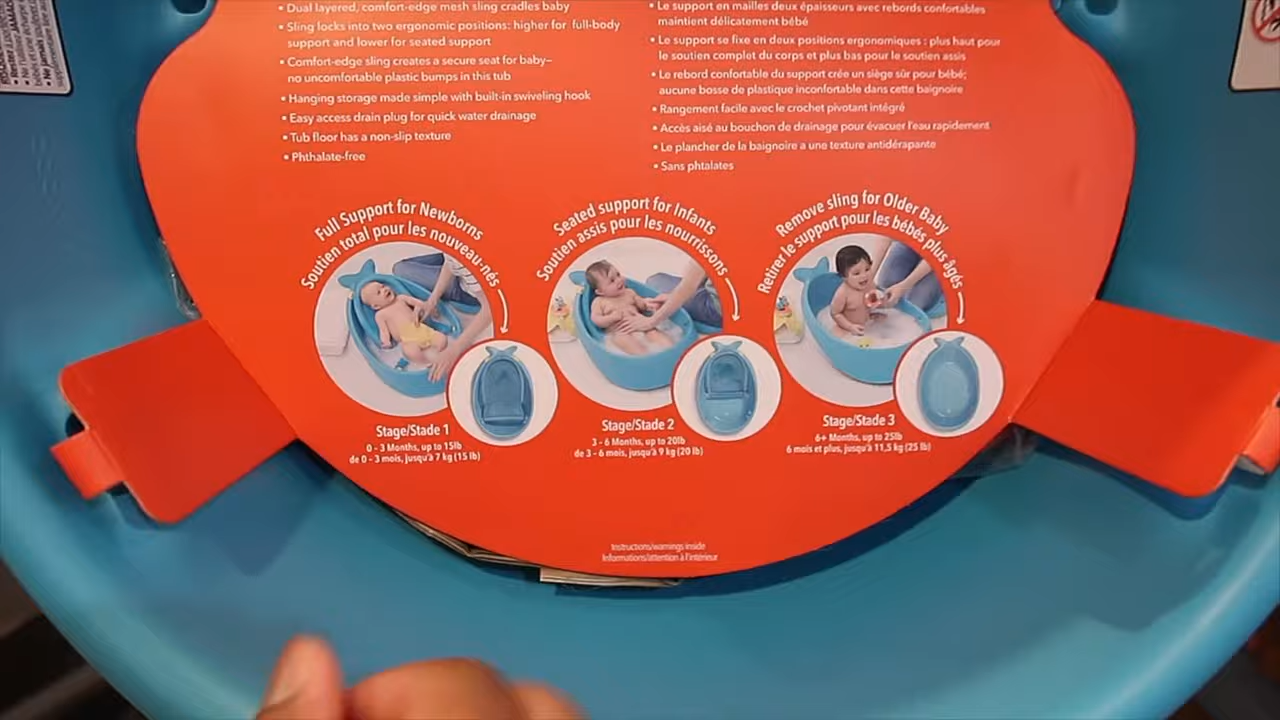 • Dual layered, comfort-edge mesh sling cradles baby
• Sling locks into two ergonomic positions: higher for full-body
support and lower for seated support
• Comfort-edge sling creates a secure seat for baby–
no uncomfortable plastic bumps in this tub
• Hanging storage made simple with built-in swiveling hook
• Easy access drain plug for quick water drainage
• Tub floor has a non-slip texture
• Phthalate-free
• Le support en mailles deux épaisseurs avec rebords confortables
maintient délicatement bébé
• Le support se fixe en deux positions ergonomiques : plus haut pour
le soutien complet du corps et plus bas pour le soutien assis
• Le rebord confortable du support crée un siège sûr pour bébé;
aucune bosse de plastique inconfortable dans cette baignoire
• Rangement facile avec le crochet pivotant intégré
• Accès aisé au bouchon de drainage pour évacuer l'eau rapidement
• Le plancher de la baignoire a une texture antidérapante
• Sans phtalates
Full Support for Newborns
Soutien total pour les nouveau-nés
Stage/Stade 1
0 - 3 Months, up to 15lb
de 0 - 3 mois, jusqu'à 7 kg (15 lb)
Seated support for Infants
Soutien assis pour les nourrissons
Stage/Stade 2
3 - 6 Months, up to 20lb
de 3 - 6 mois, jusqu'à 9 kg (20 lb)
Remove sling for Older Baby
Retirer le support pour les bébés plus âgés
Stage/Stade 3
6+ Months, up to 25lb
6 mois et plus, jusqu'à 11,5 kg (25 lb)
Instructions/warnings inside
Informations/attention à l'intérieur